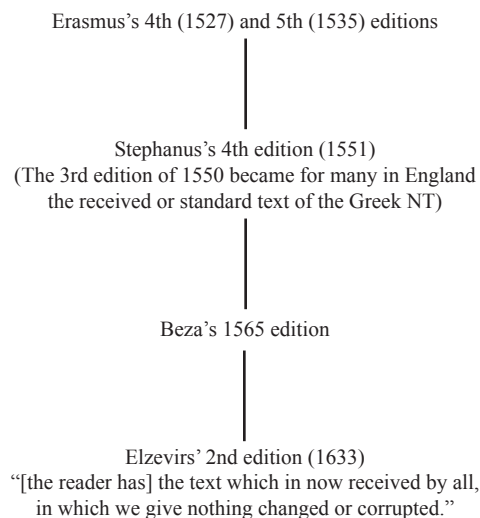 Erasmus’s 4th (1527) and 5th (1535) editions
Stephanus’s 4th edition (1551)
(The 3rd edition of 1550 became for many in England
the received or standard text of the Greek NT)
Beza’s 1565 edition
Elzevirs’ 2nd edition (1633)
“[the reader has] the text which in now received by all,
in which we give nothing changed or corrupted.”